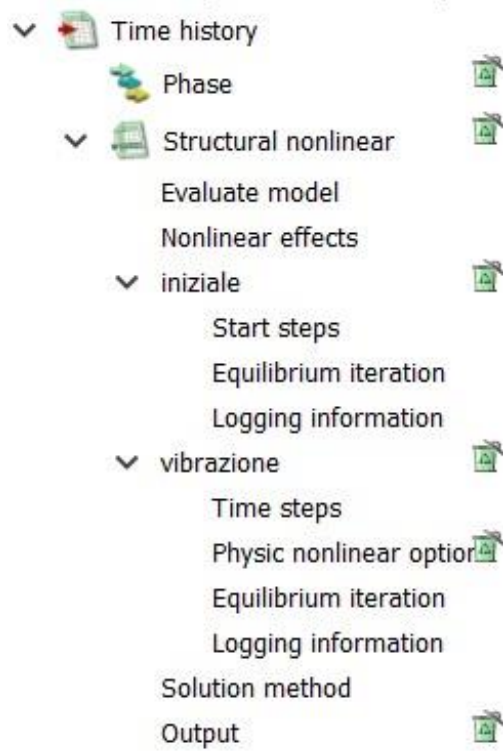 Time history
Phase
Structural nonlinear
Evaluate model
Nonlinear effects
iniziale
Start steps
Equilibrium iteration
Logging information
vibrazione
Time steps
Physic nonlinear option
Equilibrium iteration
Logging information
Solution method
Output